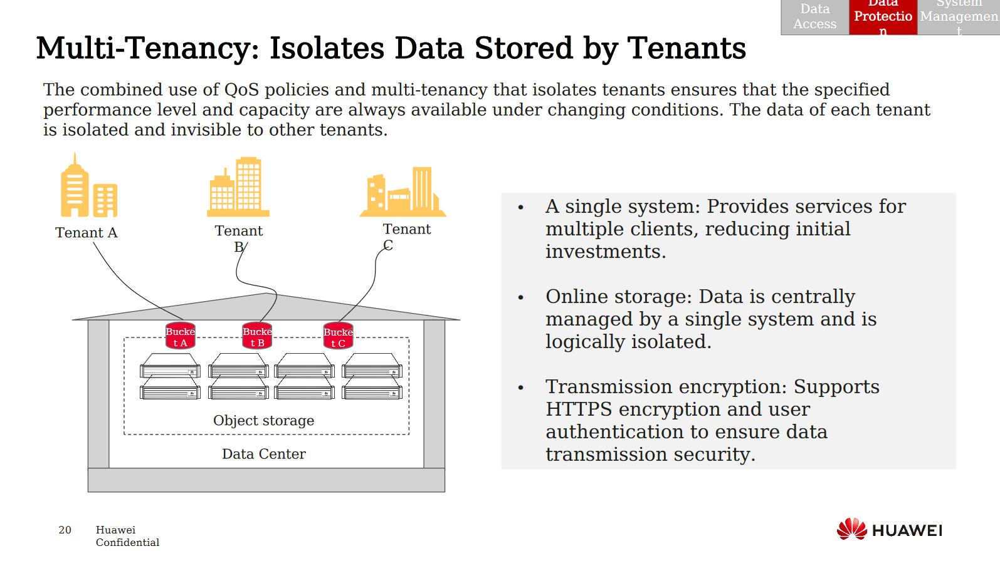 Data
Access
Data
Protectio
n
System
Managemen
t
Multi-Tenancy: Isolates Data Stored by Tenants
The combined use of QoS policies and multi-tenancy that isolates tenants ensures that the specified
performance level and capacity are always available under changing conditions. The data of each tenant
is isolated and invisible to other tenants.
Tenant A
Tenant
B
Tenant
C
Bucke
t A
Bucke
t B
Bucke
t C
Object storage
Data Center
• A single system: Provides services for
multiple clients, reducing initial
investments.
• Online storage: Data is centrally
managed by a single system and is
logically isolated.
• Transmission encryption: Supports
HTTPS encryption and user
authentication to ensure data
transmission security.
20
Huawei
Confidential
HUAWEI